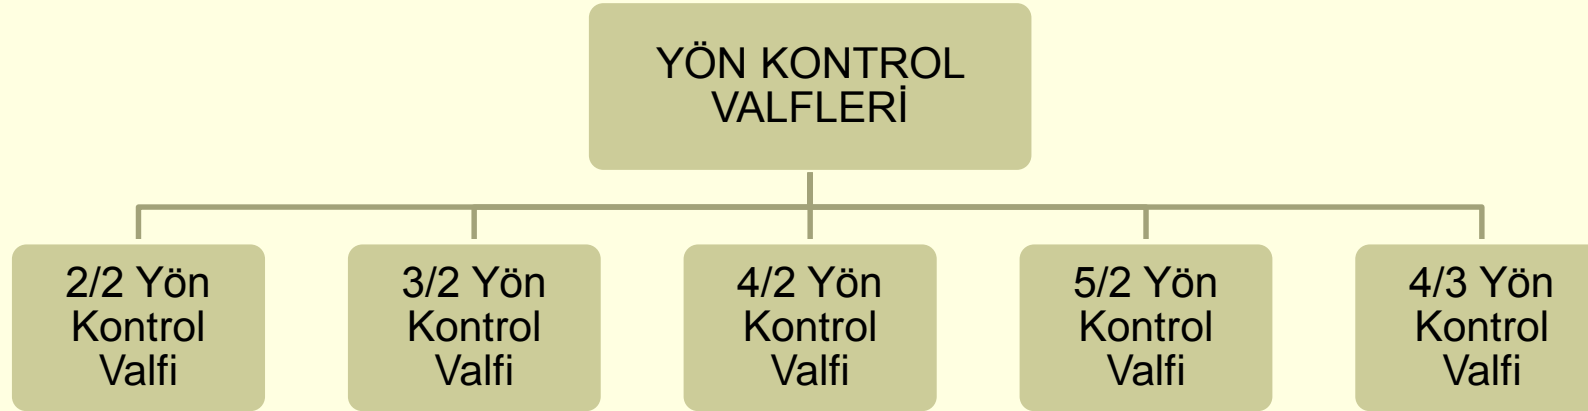 YÖN KONTROL
VALFLERİ
2/2 Yön
Kontrol
Valfi
3/2 Yön
Kontrol
Valfi
4/2 Yön
Kontrol
Valfi
5/2 Yön
Kontrol
Valfi
4/3 Yön
Kontrol
Valfi